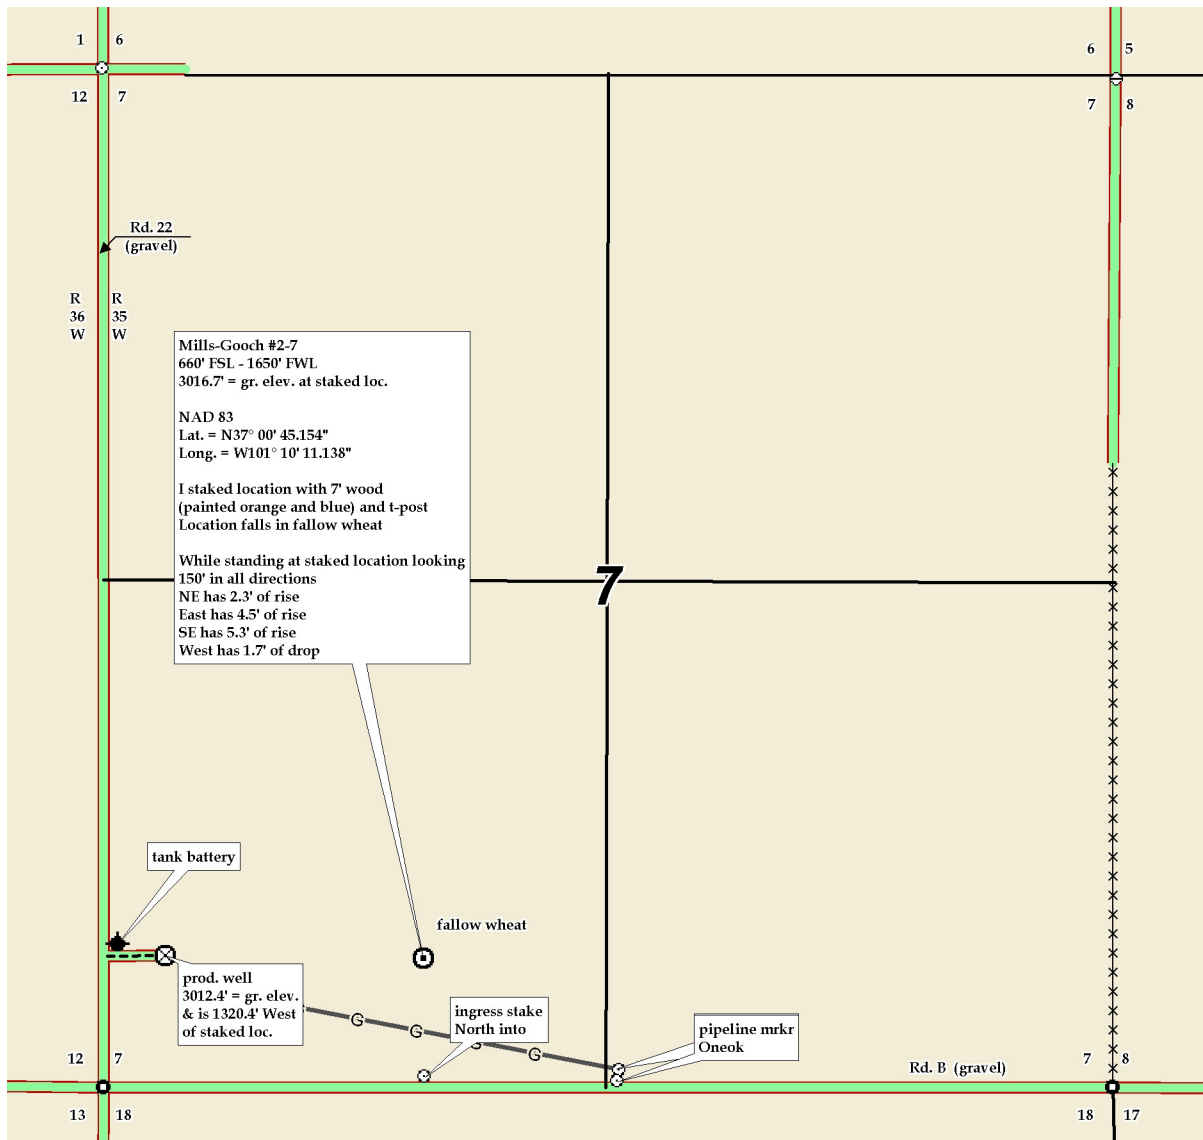 1 6
6 5
12 7
7 8
Rd. 22
(gravel)
R R
36 35
W W
Mills-Gooch #2-7
660' FSL - 1650' FWL
3016.7' = gr. elev. at staked loc.
NAD 83
Lat. = N37° 00' 45.154"
Long. = W101° 10' 11.138"
I staked location with 7' wood
(painted orange and blue) and t-post
Location falls in fallow wheat
While standing at staked location looking
150' in all directions
NE has 2.3' of rise
East has 4.5' of rise
SE has 5.3' of rise
West has 1.7' of drop
7
tank battery
fallow wheat
prod. well
3012.4' = gr. elev.
& is 1320.4' West
of staked loc.
G G G G
ingress stake
North into
pipeline mrkr
Oneok
12 7
Rd. B (gravel)
7 8
13 18
18 17